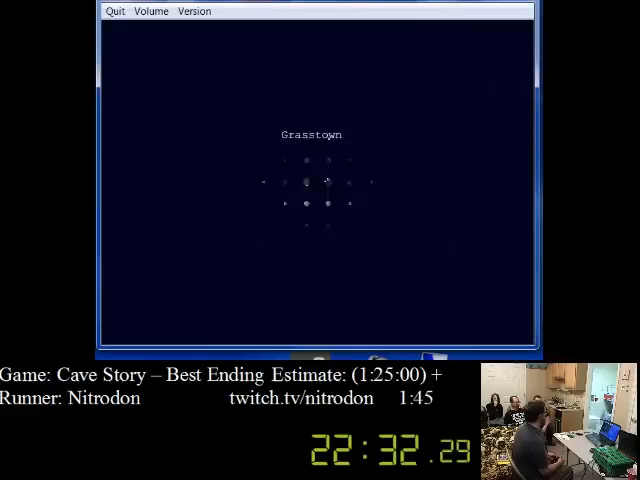 Quit Volume Version
Grasstown
Game: Cave Story – Best Ending Estimate: (1:25:00) +
Runner: Nitrodon twitch.tv/nitrodon 1:45
22:32.29